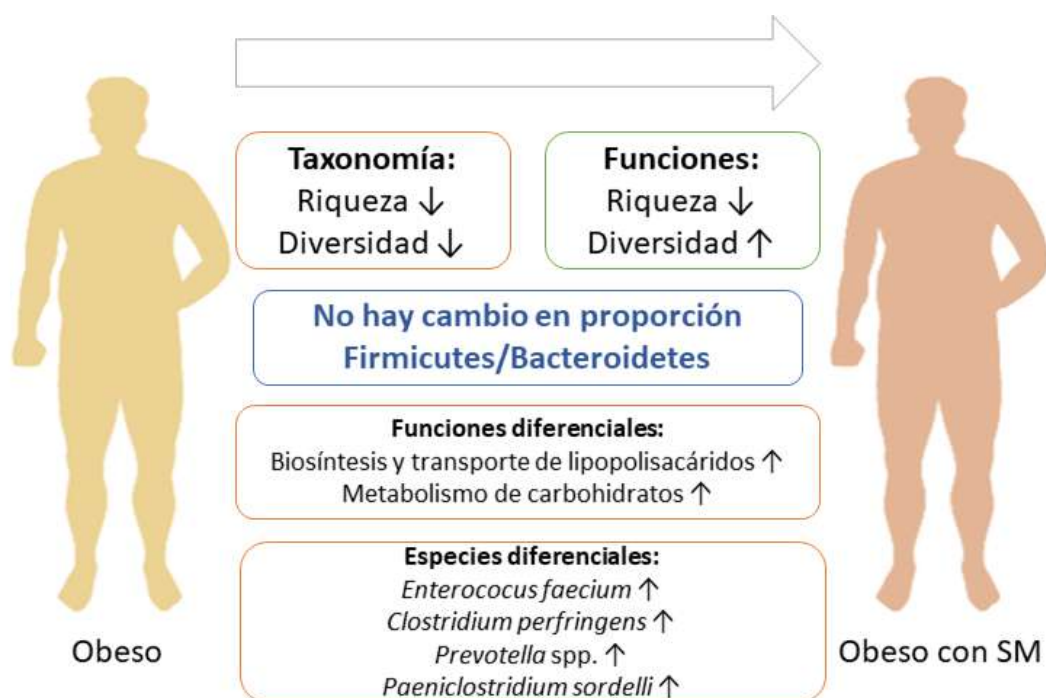 Taxonomía:
Riqueza ↓
Diversidad ↓
Funciones:
Riqueza ↓
Diversidad ↑
No hay cambio en proporción
Firmicutes/Bacteroidetes
Funciones diferenciales:
Biosíntesis y transporte de lipopolisacáridos ↑
Metabolismo de carbohidratos ↑
Especies diferenciales:
Enterococus faecium ↑
Clostridium perfringens ↑
Prevotella spp. ↑
Paeniclostridium sordelli ↑
Obeso
Obeso con SM